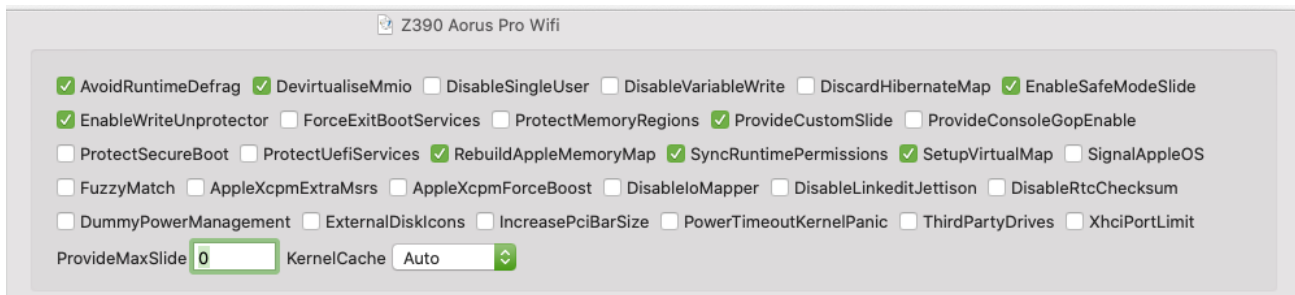 Z390 Aorus Pro Wifi
AvoidRuntimeDefrag DevirtualiseMmio DisableSingleUser DisableVariableWrite DiscardHibernateMap EnableSafeModeSlide
EnableWriteUnprotector ForceExitBootServices ProtectMemoryRegions ProvideCustomSlide ProvideConsoleGopEnable
ProtectSecureBoot ProtectUefiServices RebuildAppleMemoryMap SyncRuntimePermissions SetupVirtualMap SignalAppleOS
FuzzyMatch AppleXcpmExtraMsrs AppleXcpmForceBoost DisableIoMapper DisableLinkeditJettison DisableRtcChecksum
DummyPowerManagement ExternalDiskIcons IncreasePciBarSize PowerTimeoutKernelPanic ThirdPartyDrives XhciPortLimit
ProvideMaxSlide 0 KernelCache Auto